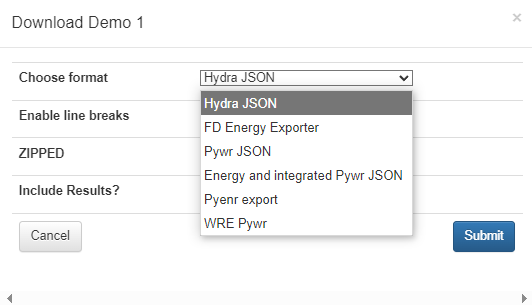 Download Demo 1
×
Choose format
Hydra JSON
Hydra JSON
FD Energy Exporter
Pywr JSON
Energy and integrated Pywr JSON
Pyenr export
WRE Pywr
Enable line breaks
ZIPPED
Include Results?
Cancel
Submit